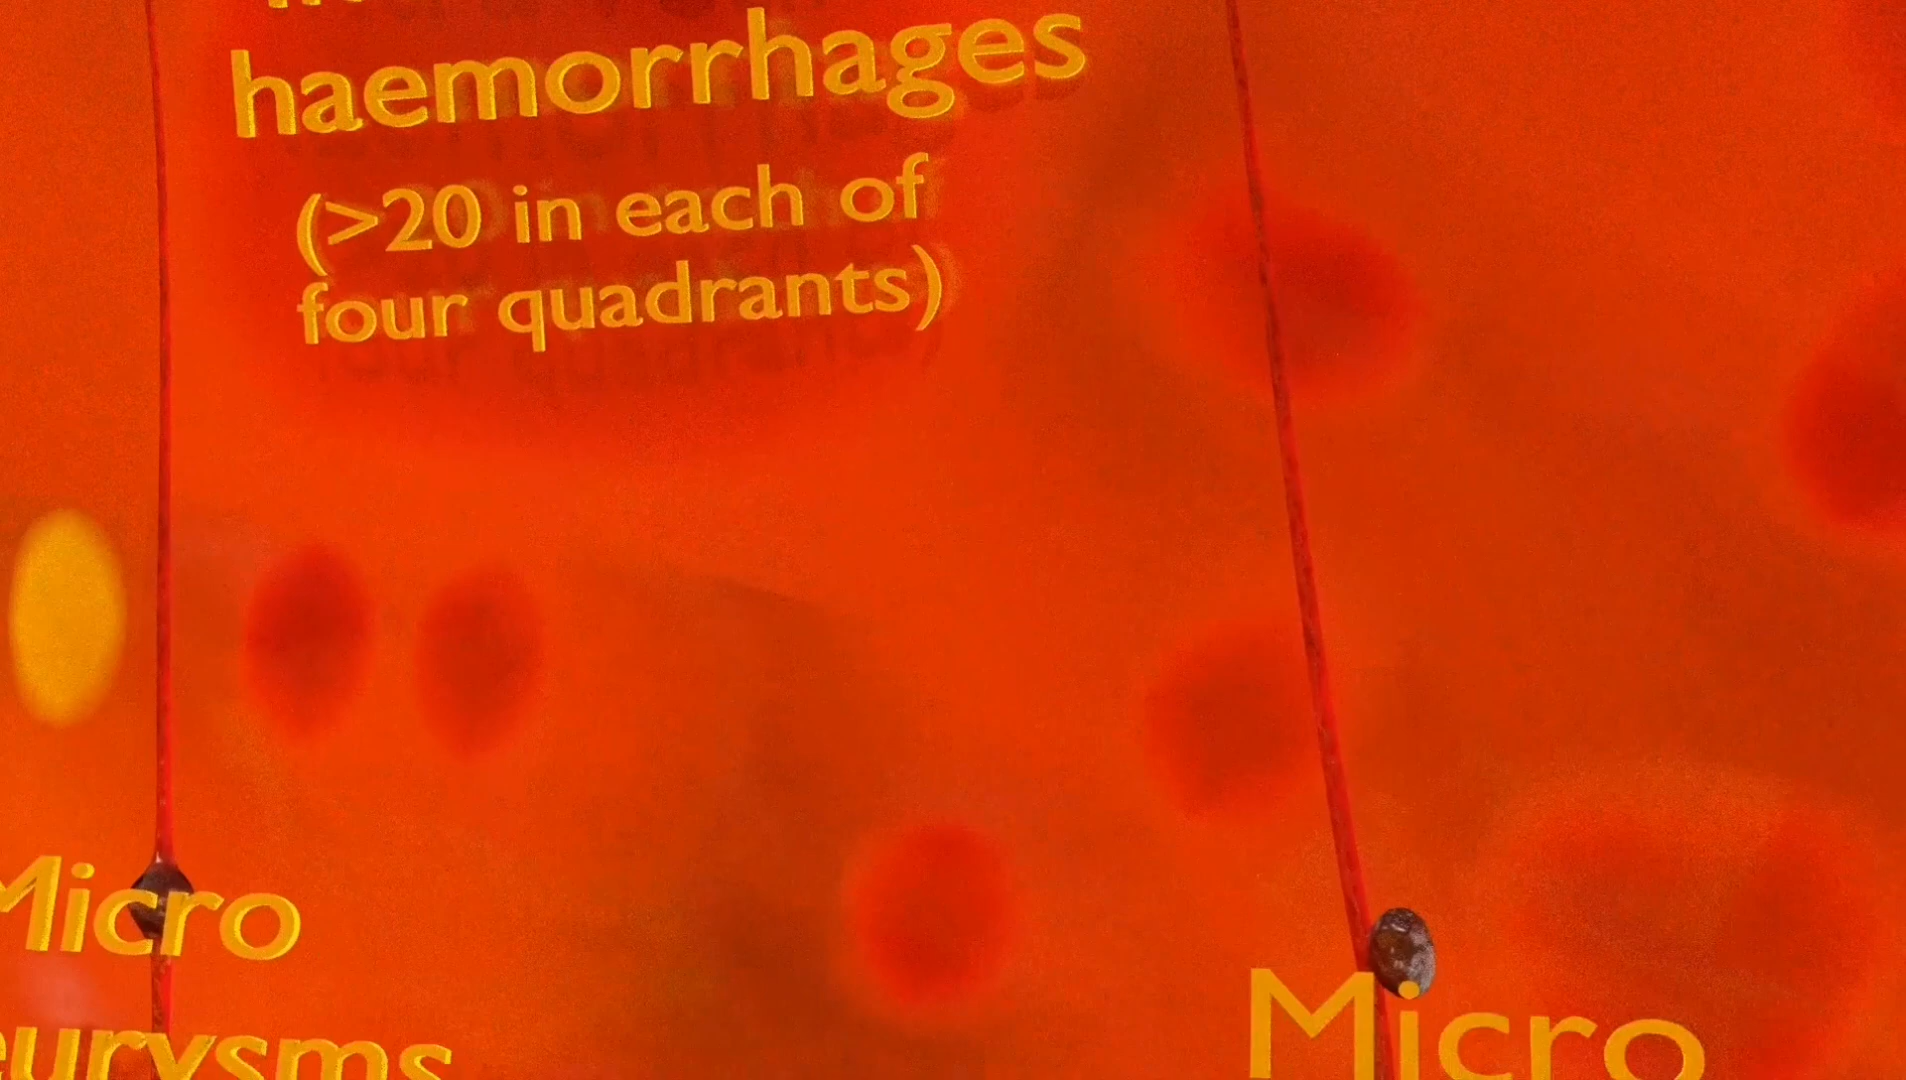 haemorrhages
(>20 in each of
four quadrants)
Micro
Micro